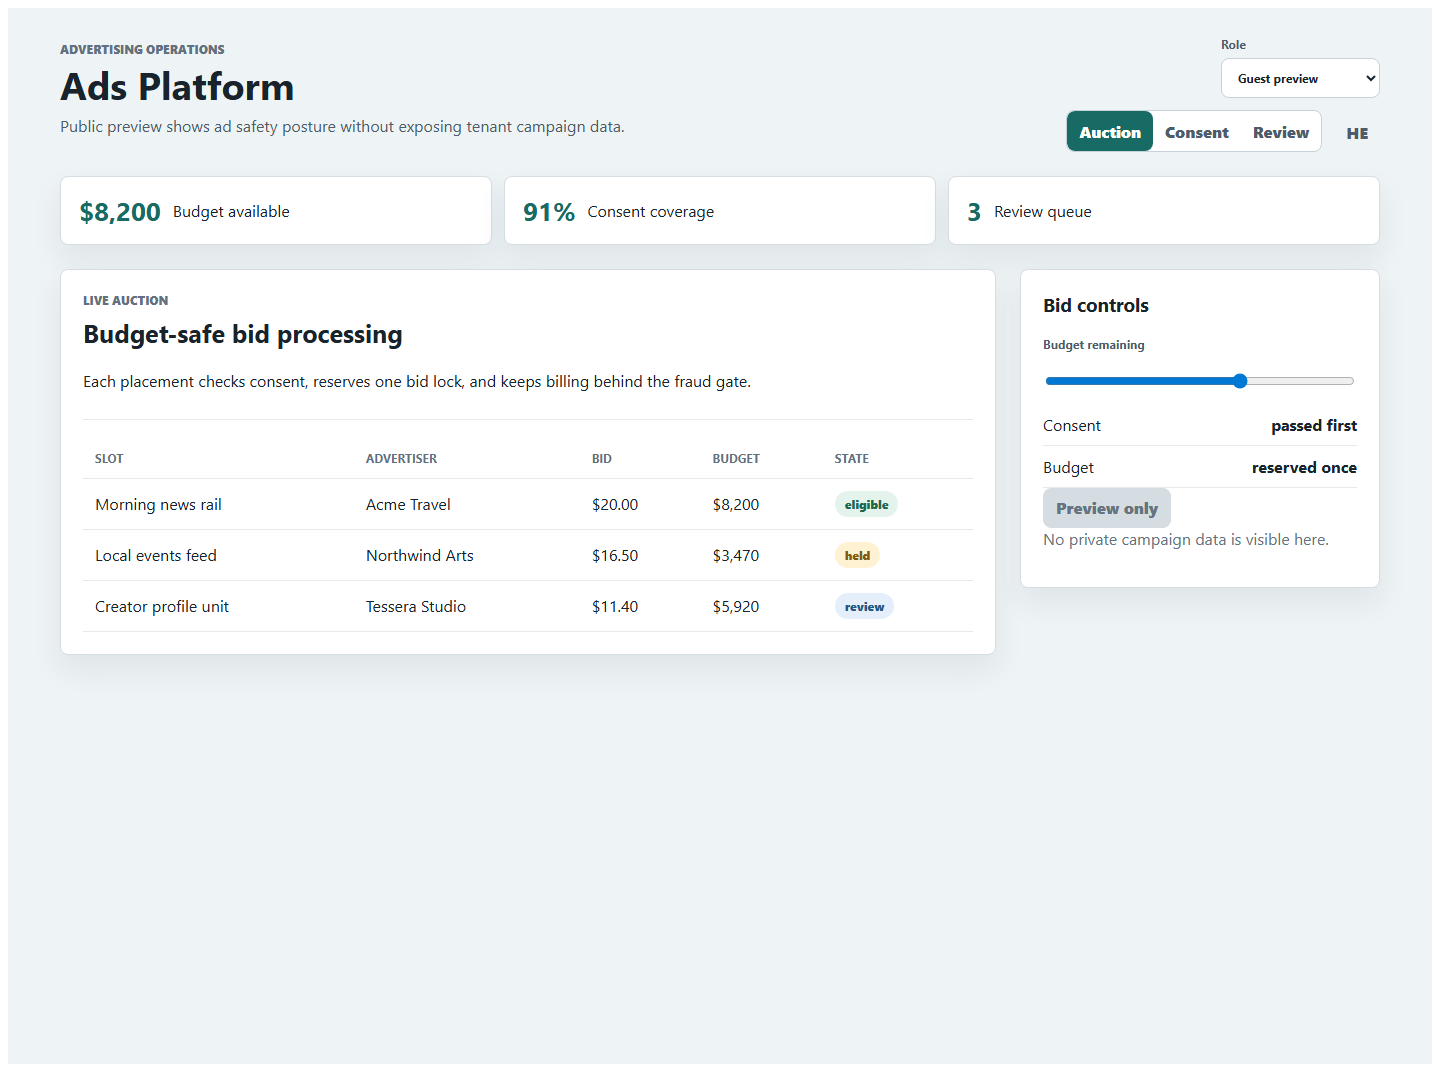 ADVERTISING OPERATIONS
Ads Platform
Public preview shows ad safety posture without exposing tenant campaign data.
Role
Guest preview
Auction Consent Review HE
$8,200 Budget available
91% Consent coverage
3 Review queue
LIVE AUCTION
Budget-safe bid processing
Each placement checks consent, reserves one bid lock, and keeps billing behind the fraud gate.
SLOT ADVERTISER BID BUDGET STATE
Morning news rail Acme Travel $20.00 $8,200 eligible
Local events feed Northwind Arts $16.50 $3,470 held
Creator profile unit Tessera Studio $11.40 $5,920 review
Bid controls
Budget remaining
Consent passed first
Budget reserved once
Preview only
No private campaign data is visible here.